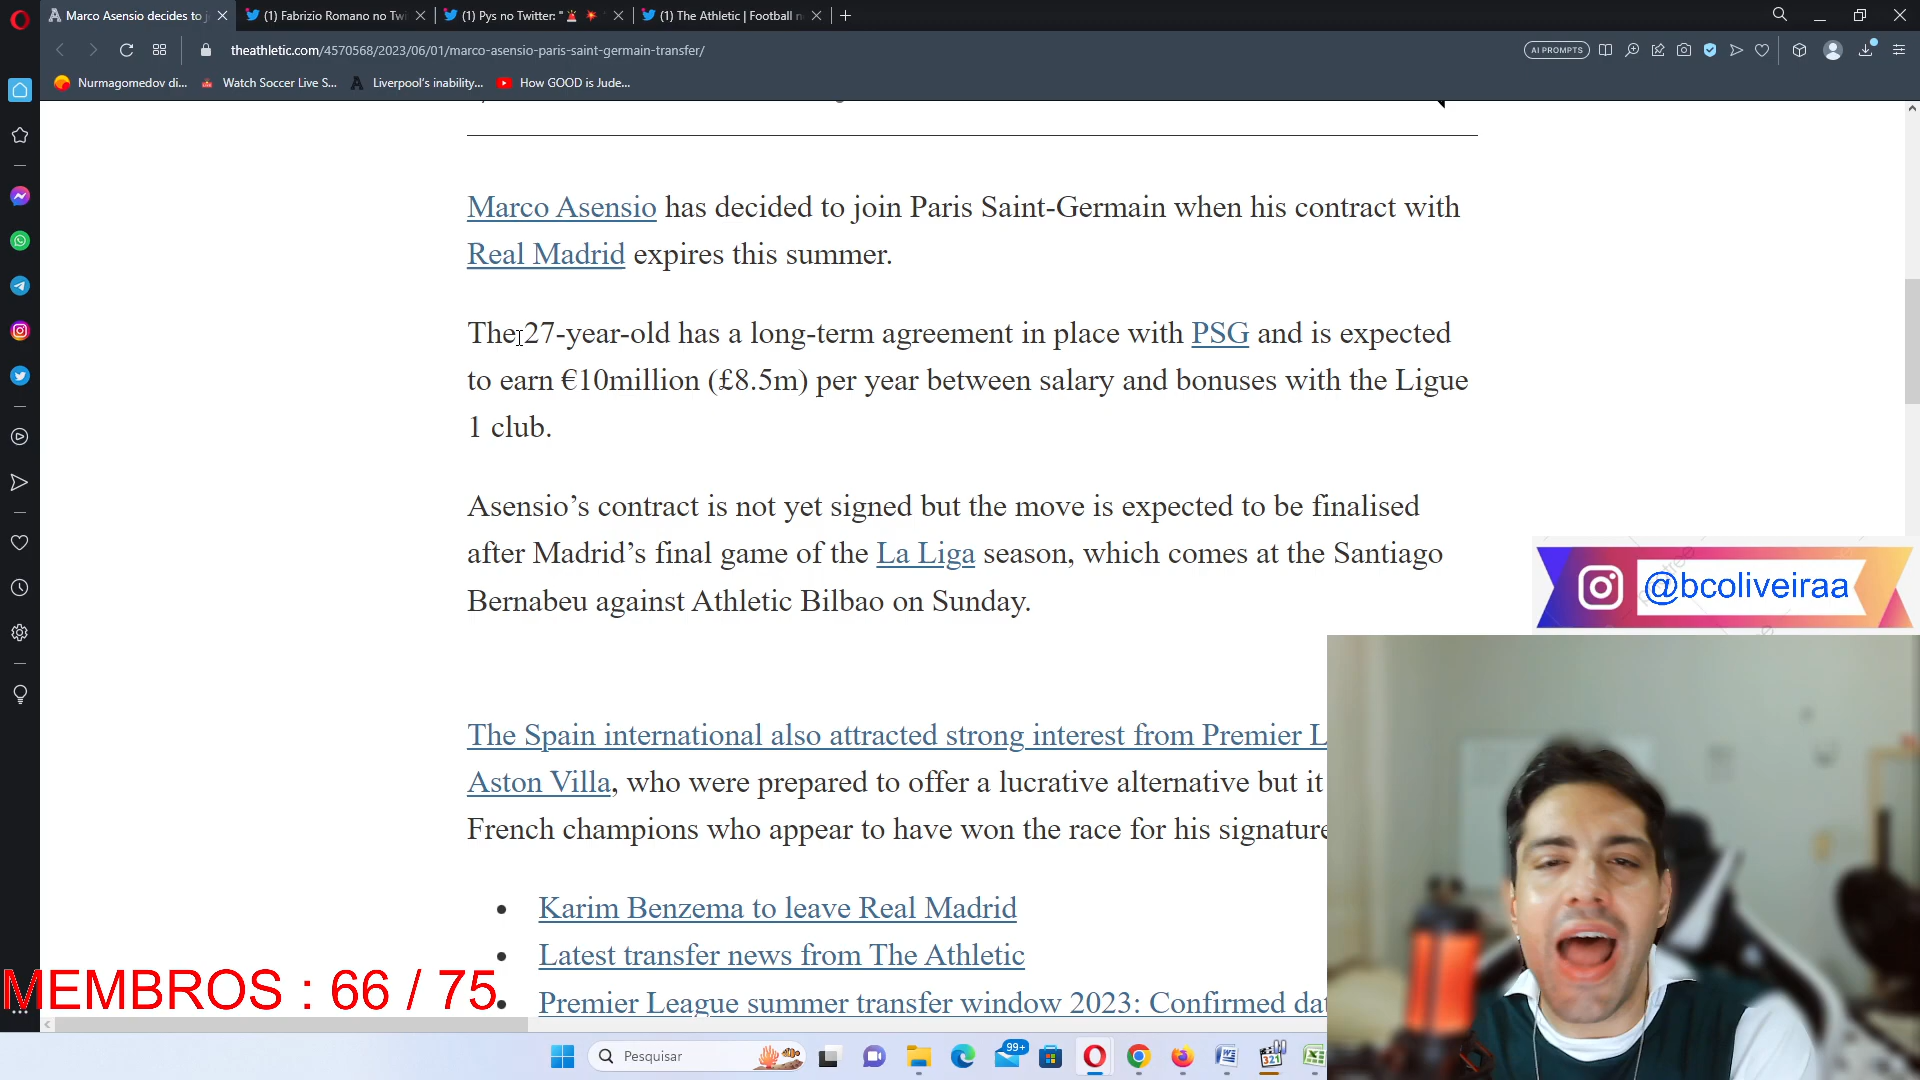 Marco Asensio decides to j
(1) Fabrizio Romano no Twi
(1) Pys no Twitter: "
(1) The Athletic | Football n
theathletic.com/4570568/2023/06/01/marco-asensio-paris-saint-germain-transfer/
AI PROMPTS
Nurmagomedov di...
Watch Soccer Live S...
Liverpool's inability...
How GOOD is Jude...
Marco Asensio has decided to join Paris Saint-Germain when his contract with
Real Madrid expires this summer.
The 27-year-old has a long-term agreement in place with PSG and is expected
to earn €10million (£8.5m) per year between salary and bonuses with the Ligue
1 club.
Asensio’s contract is not yet signed but the move is expected to be finalised
after Madrid’s final game of the La Liga season, which comes at the Santiago
Bernabeu against Athletic Bilbao on Sunday.
@bcoliveiraa
The Spain international also attracted strong interest from Premier L
Aston Villa, who were prepared to offer a lucrative alternative but it
French champions who appear to have won the race for his signature
Karim Benzema to leave Real Madrid
Latest transfer news from The Athletic
Premier League summer transfer window 2023: Confirmed dat
MEMBROS : 66 / 75
Pesquisar
99+
321